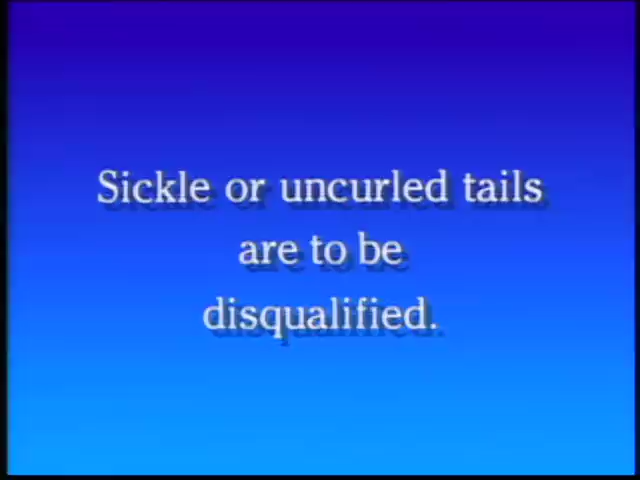 Sickle or uncurled tails
are to be
disqualified.